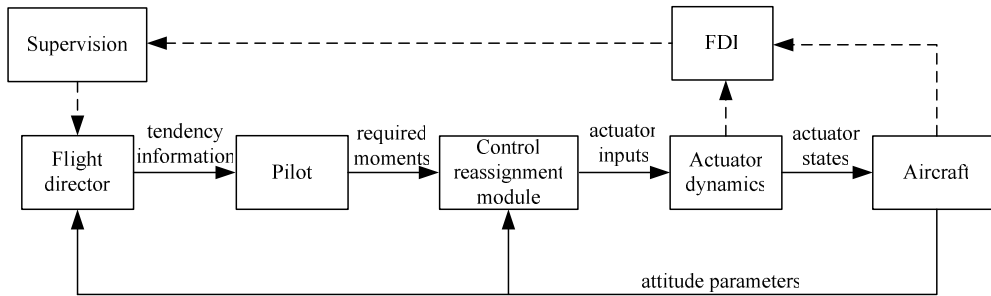 Supervision
FDI
tendency
information
required
moments
actuator
inputs
actuator
states
Flight
director
Pilot
Control
reassignment
module
Actuator
dynamics
Aircraft
attitude parameters